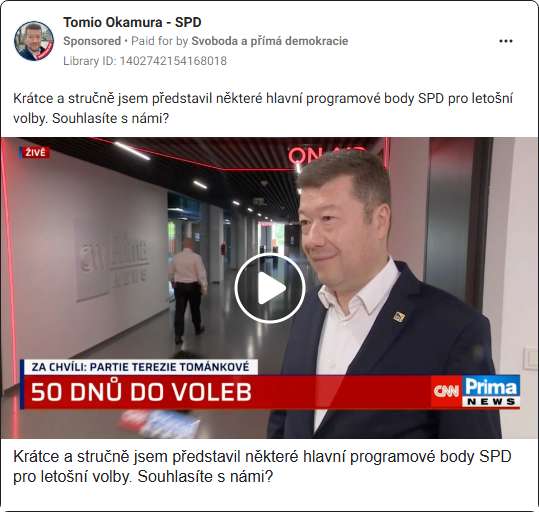 Tomio Okamura - SPD
Sponsored • Paid for by Svoboda a přímá demokracie
Library ID: 1402742154168018
Krátce a stručně jsem představil některé hlavní programové body SPD pro letošní
volby. Souhlasíte s námi?
ŽIVĚ
ON AIR
NEWS
ZA CHVÍLI: PARTIE TEREZIE TOMÁNKOVÉ
50 DNŮ DO VOLEB
CNN Prima
NEWS
Krátce a stručně jsem představil některé hlavní programové body SPD
pro letošní volby. Souhlasíte s námi?